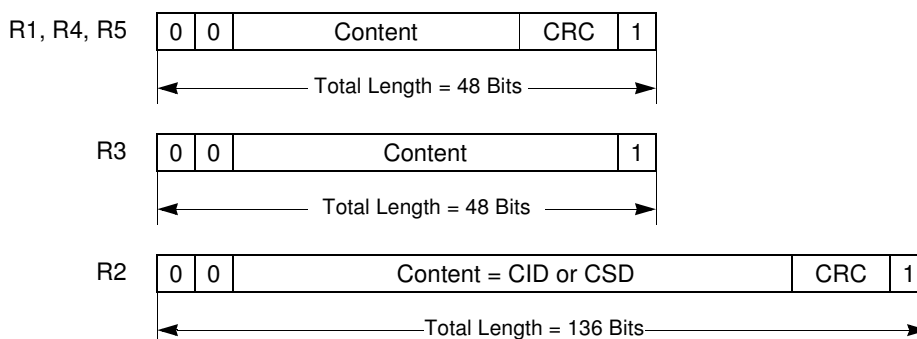 R1, R4, R5 0 0 Content CRC 1
Total Length = 48 Bits
R3 0 0 Content 1
Total Length = 48 Bits
R2 0 0 Content = CID or CSD CRC 1
Total Length = 136 Bits